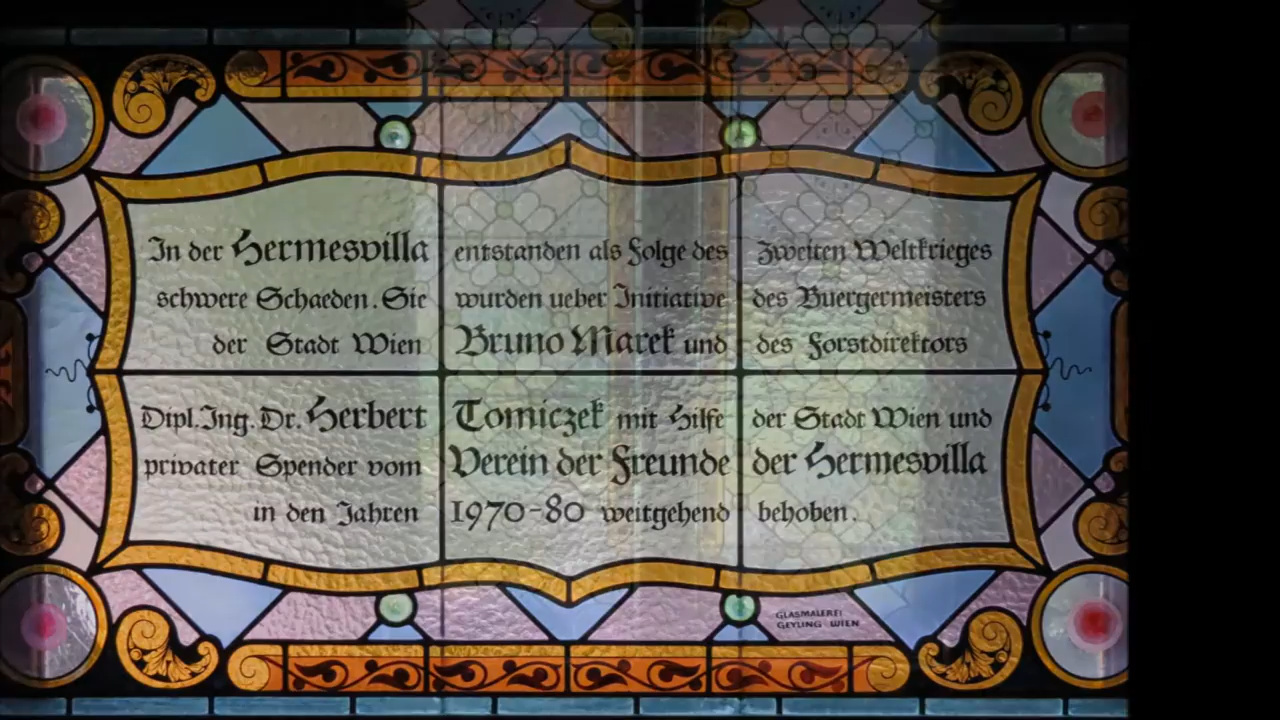 In der Hermesvilla entstanden als Folge des Zweiten Weltkrieges
schwere Schaeden. Sie wurden ueber Initiative des Buergermeisters
der Stadt Wien Bruno Marek und des Forstdirektors
Dipl. Ing. Dr. Herbert Tomiczek mit Hilfe der Stadt Wien und
privater Spender vom Verein der Freunde der Hermesvilla
in den Jahren 1970-80 weitgehend behoben.
GLASMALEREI
GEYLING WIEN